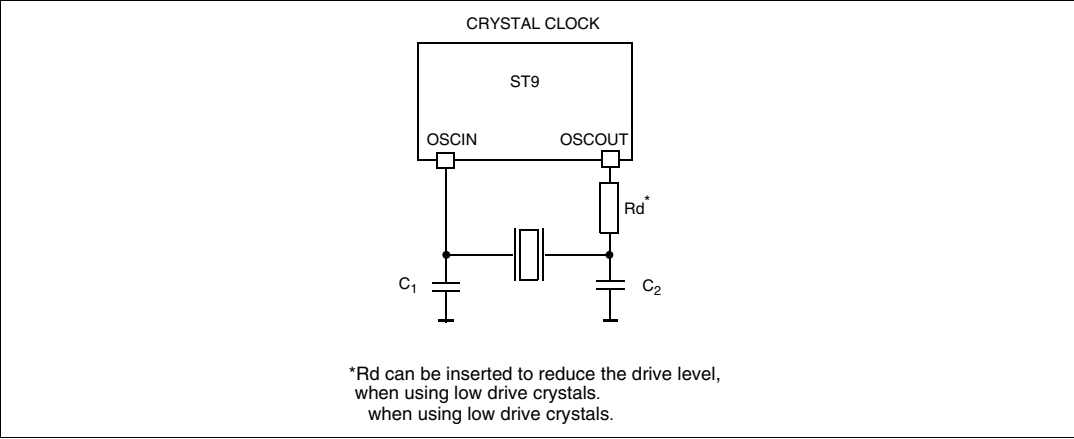 CRYSTAL CLOCK
ST9
OSCIN OSCOUT
Rd*
C1 C2
*Rd can be inserted to reduce the drive level,
when using low drive crystals.
when using low drive crystals.